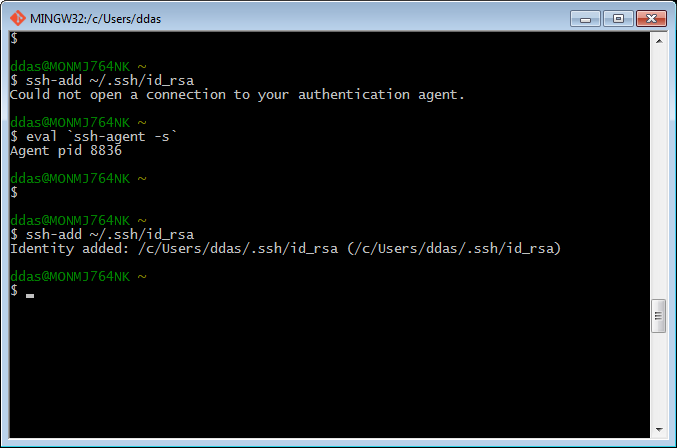 MINGW32:/c/Users/ddas
$
ddas@MONMJ764NK ~
$ ssh-add ~/.ssh/id_rsa
Could not open a connection to your authentication agent.
ddas@MONMJ764NK ~
$ eval `ssh-agent -s`
Agent pid 8836
ddas@MONMJ764NK ~
$
ddas@MONMJ764NK ~
$ ssh-add ~/.ssh/id_rsa
Identity added: /c/Users/ddas/.ssh/id_rsa (/c/Users/ddas/.ssh/id_rsa)
ddas@MONMJ764NK ~
$